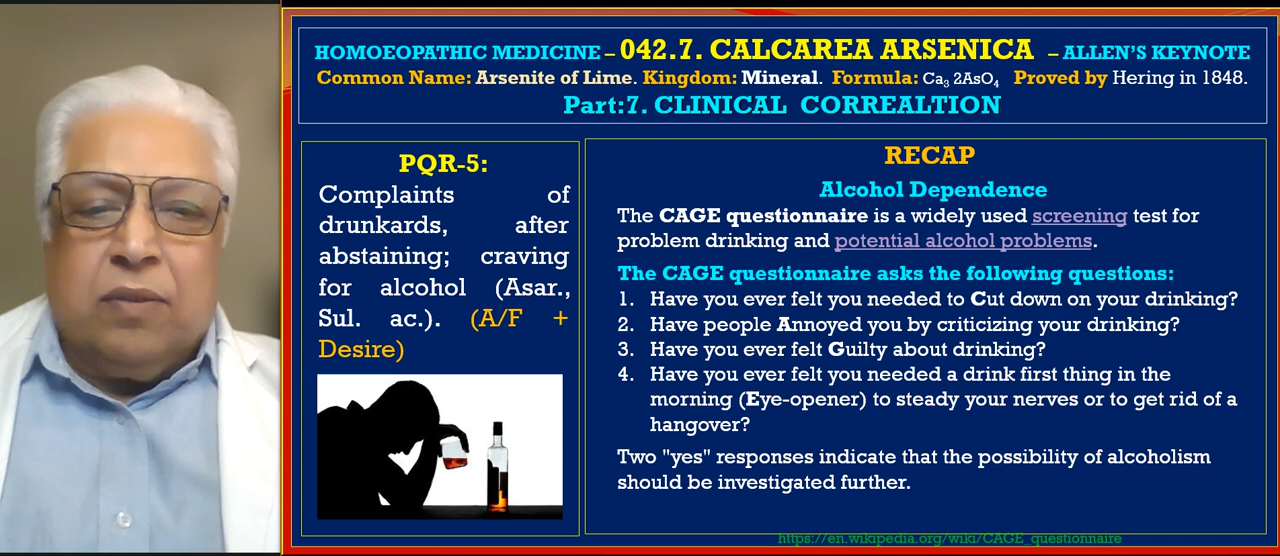 HOMOEOPATHIC MEDICINE – 042.7. CALCAREA ARSENICA – ALLEN'S KEYNOTE
Common Name: Arsenite of Lime. Kingdom: Mineral. Formula: Ca3 2AsO4 Proved by Hering in 1848.
Part:7. CLINICAL CORREALTION
PQR-5:
Complaints of
drunkards, after
abstaining; craving
for alcohol (Asar.,
Sul. ac.). (A/F +
Desire)
RECAP
Alcohol Dependence
The CAGE questionnaire is a widely used screening test for
problem drinking and potential alcohol problems.
The CAGE questionnaire asks the following questions:
1. Have you ever felt you needed to Cut down on your drinking?
2. Have people Annoyed you by criticizing your drinking?
3. Have you ever felt Guilty about drinking?
4. Have you ever felt you needed a drink first thing in the
morning (Eye-opener) to steady your nerves or to get rid of a
hangover?
Two "yes" responses indicate that the possibility of alcoholism
should be investigated further.
https://en.wikipedia.org/wiki/CAGE_questionnaire